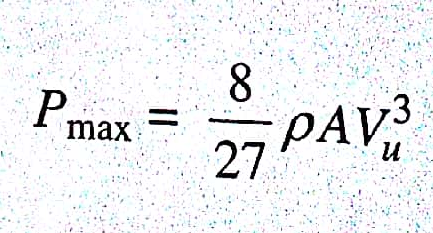 P_max = 8/27 ρAV_u^3